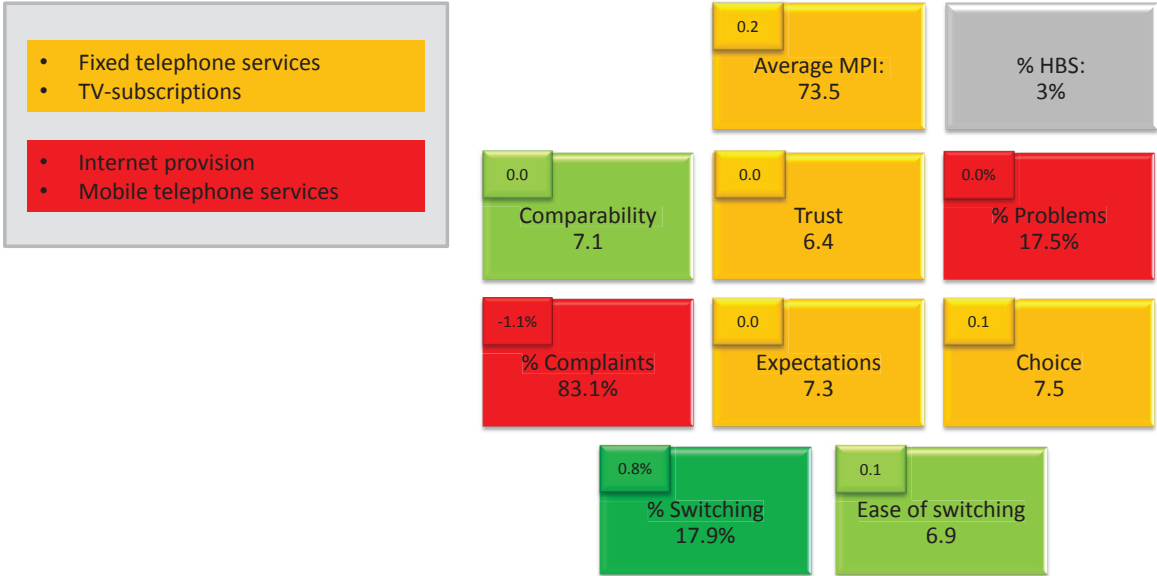 • Fixed telephone services
• TV-subscriptions
• Internet provision
• Mobile telephone services
0.2
Average MPI:
73.5
% HBS:
3%
0.0
Comparability
7.1
0.0
Trust
6.4
0.0%
% Problems
17.5%
-1.1%
% Complaints
83.1%
0.0
Expectations
7.3
0.1
Choice
7.5
0.8%
% Switching
17.9%
0.1
Ease of switching
6.9